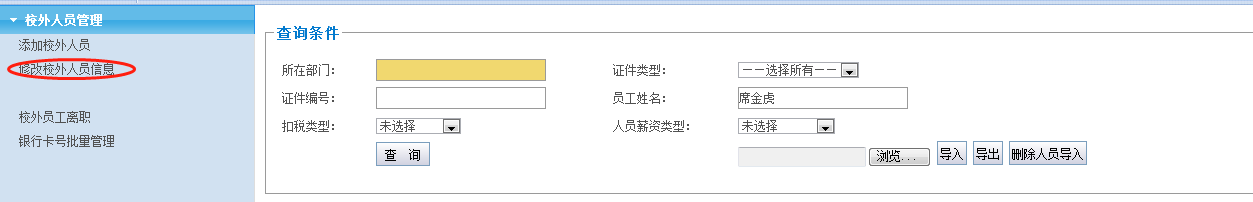 校外人员管理
添加校外人员
修改校外人员信息
校外员工离职
银行卡号批量管理
查询条件
所在部门：
证件类型： －－选择所有－－
证件编号：
员工姓名： 席金虎
扣税类型： 未选择
人员薪资类型： 未选择
查 询
浏览... 导入 导出 删除人员导入